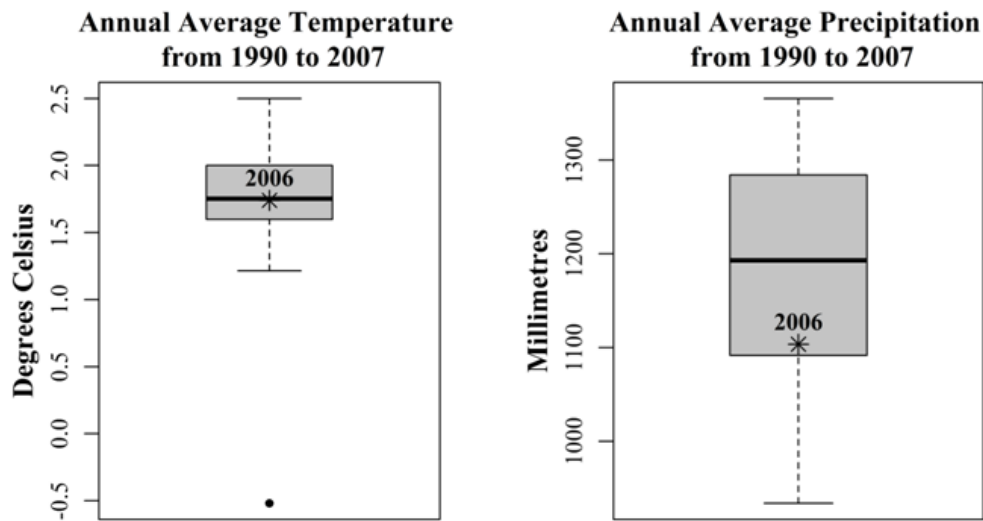 Annual Average Temperature
from 1990 to 2007
Degrees Celsius
2.5
2.0
1.5
1.0
0.5
0.0
-0.5
2006
Annual Average Precipitation
from 1990 to 2007
Millimetres
1300
1200
1100
1000
2006